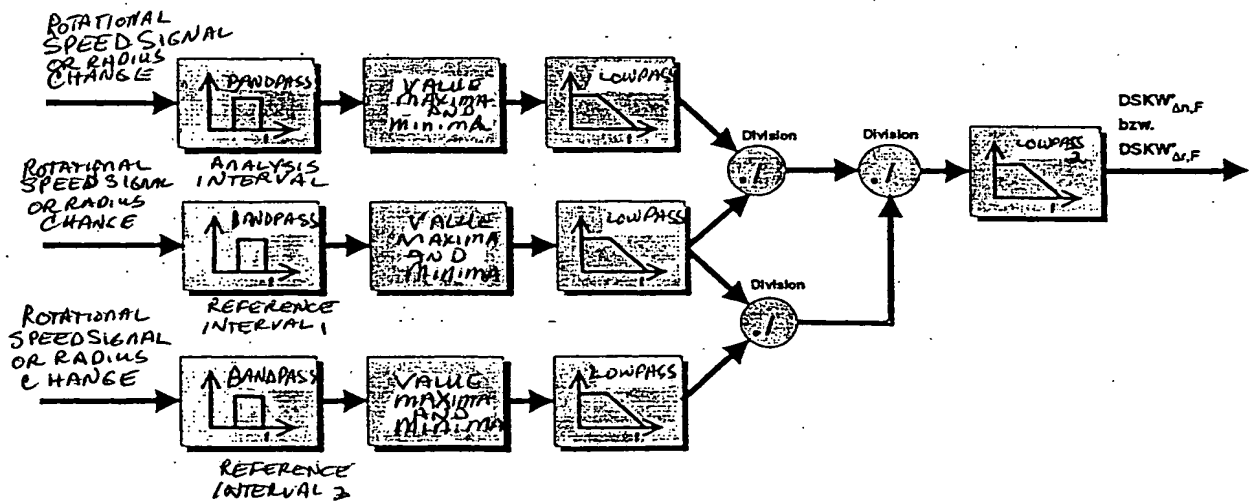 ROTATIONAL
SPEED SIGNAL
OR RADIUS
CHANGE
BANDPASS
f
ANALYSIS
INTERVAL
VALUE
MAXIMA
AND
MINIMA
LOWPASS
f
Division
./
Division
./
LOWPASS
2
f
DSKW'Δn,F
bzw.
DSKW'Δr,F
ROTATIONAL
SPEED SIGNAL
OR RADIUS
CHANGE
BANDPASS
f
REFERENCE
INTERVAL 1
VALUE
MAXIMA
AND
MINIMA
LOWPASS
f
Division
./
ROTATIONAL
SPEED SIGNAL
OR RADIUS
CHANGE
BANDPASS
f
REFERENCE
INTERVAL 2
VALUE
MAXIMA
AND
MINIMA
LOWPASS
f